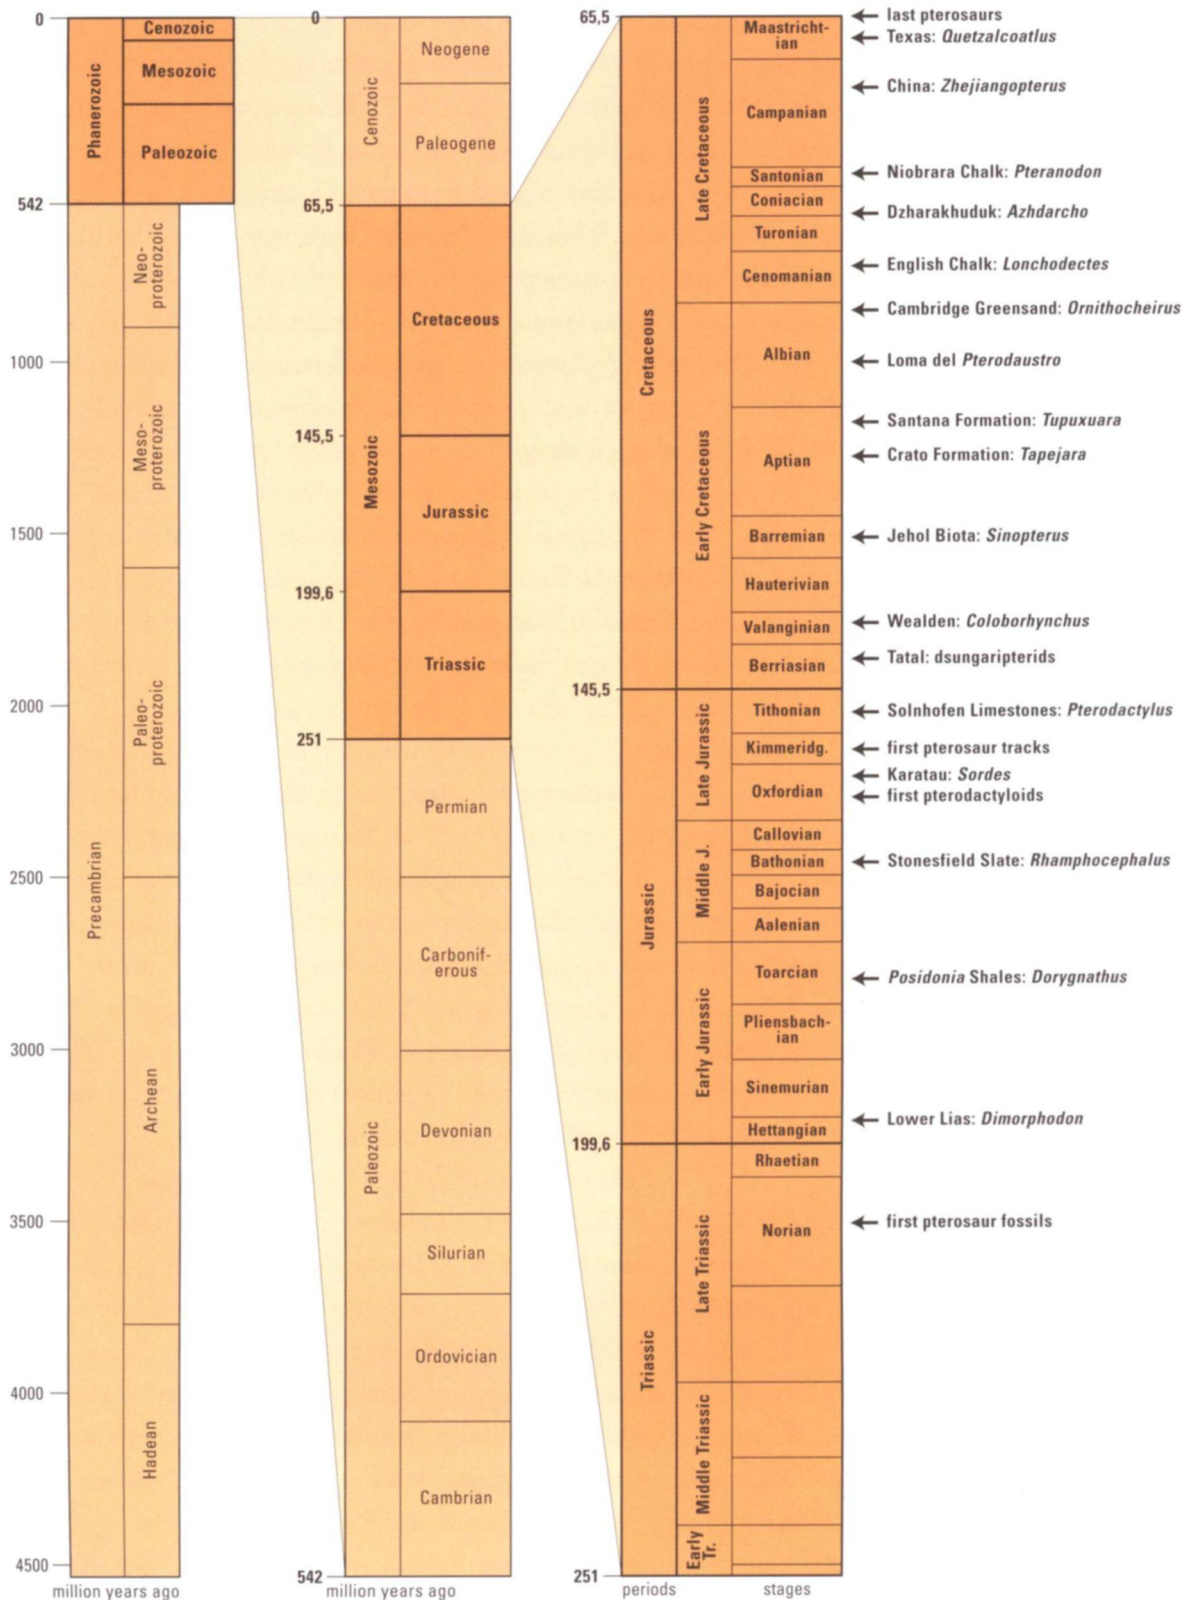 0
542
1000
1500
2000
2500
3000
3500
4000
4500
Phanerozoic
Precambrian
Cenozoic
Mesozoic
Paleozoic
Neo-
proterozoic
Meso-
proterozoic
Paleo-
proterozoic
Archean
Hadean
million years ago
0
65,5
145,5
199,6
251
542
Cenozoic
Mesozoic
Paleozoic
Neogene
Paleogene
Cretaceous
Jurassic
Triassic
Permian
Carbonif-
erous
Devonian
Silurian
Ordovician
Cambrian
million years ago
65,5
145,5
199,6
251
Cretaceous
Jurassic
Triassic
periods
Late Cretaceous
Early Cretaceous
Late Jurassic
Middle J.
Early Jurassic
Late Triassic
Middle Triassic
Early
Tr.
Maastricht-
ian
Campanian
Santonian
Coniacian
Turonian
Cenomanian
Albian
Aptian
Barremian
Hauterivian
Valanginian
Berriasian
Tithonian
Kimmeridg.
Oxfordian
Callovian
Bathonian
Bajocian
Aalenian
Toarcian
Pliensbach-
ian
Sinemurian
Hettangian
Rhaetian
Norian
stages
last pterosaurs
Texas: Quetzalcoatlus
China: Zhejiangopterus
Niobrara Chalk: Pteranodon
Dzharakhuduk: Azhdarcho
English Chalk: Lonchodectes
Cambridge Greensand: Ornithocheirus
Loma del Pterodaustro
Santana Formation: Tupuxuara
Crato Formation: Tapejara
Jehol Biota: Sinopterus
Wealden: Coloborhynchus
Tatal: dsungaripterids
Solnhofen Limestones: Pterodactylus
first pterosaur tracks
Karatau: Sordes
first pterodactyloids
Stonesfield Slate: Rhamphocephalus
Posidonia Shales: Dorygnathus
Lower Lias: Dimorphodon
first pterosaur fossils